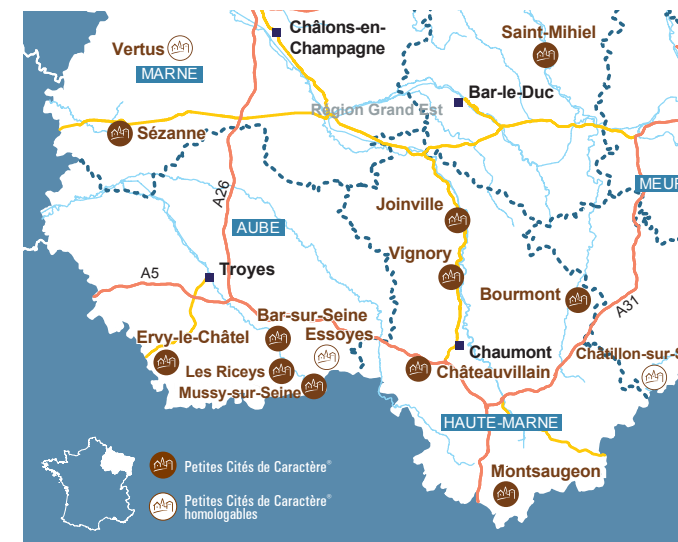 Châlons-en-
Champagne
Saint-Mihiel
Vertus
MARNE
Bar-le-Duc
Région Grand Est
Sézanne
MEUR
A26
Joinville
AUBE
Vignory
Troyes
A5
Bourmont
A31
Bar-sur-Seine
Ervy-le-Châtel
Essoyes
Chaumont
Châtillon-sur-S
Les Riceys
Châteauvillain
Mussy-sur-Seine
HAUTE-MARNE
Petites Cités de Caractère®
Montsaugeon
Petites Cités de Caractère®
homologables